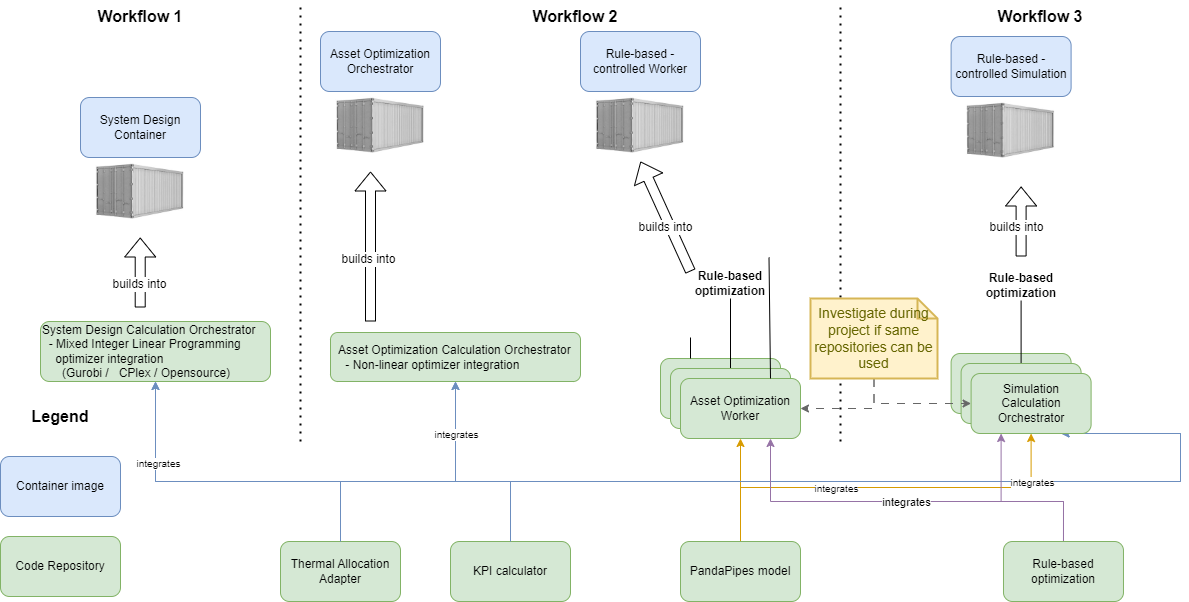 Workflow 1
Workflow 2
Workflow 3
System Design
Container
Asset Optimization
Orchestrator
Rule-based -
controlled Worker
Rule-based -
controlled Simulation
builds into
builds into
builds into
builds into
Rule-based
optimization
Rule-based
optimization
System Design Calculation Orchestrator
- Mixed Integer Linear Programming
optimizer integration
(Gurobi / CPlex / Opensource)
Asset Optimization Calculation Orchestrator
- Non-linear optimizer integration
Asset Optimization
Worker
Investigate during
project if same
repositories can be
used
Simulation
Calculation
Orchestrator
Legend
Container image
Code Repository
integrates
integrates
integrates
integrates
integrates
Thermal Allocation
Adapter
KPI calculator
PandaPipes model
Rule-based
optimization